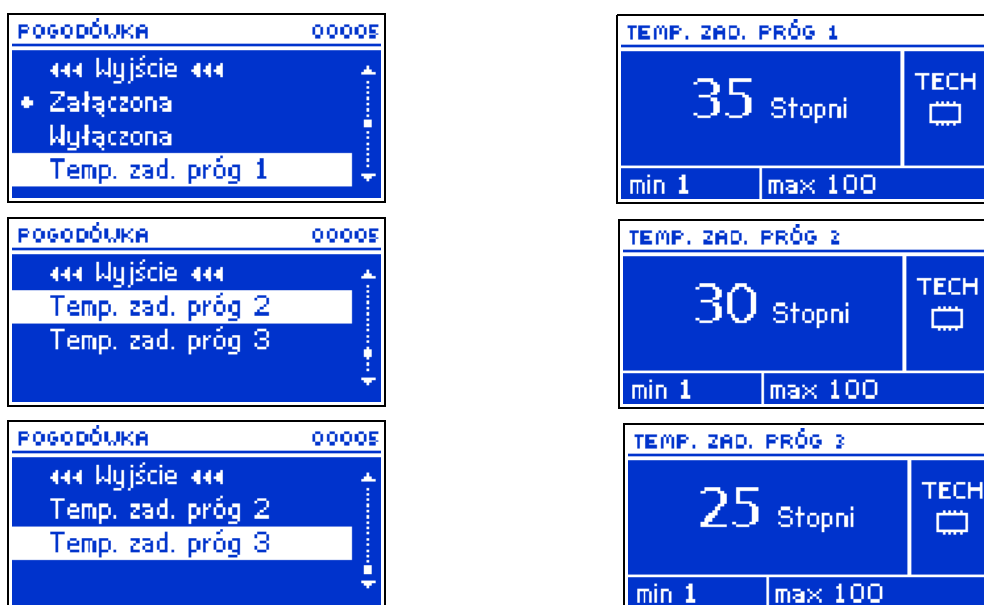 POGODÓWKA 00005
Wyjście
Załączona
Wyłączona
Temp. zad. próg 1
TEMP. ZAD. PRÓG 1
35 Stopni
TECH
min 1 max 100
POGODÓWKA 00005
Wyjście
Temp. zad. próg 2
Temp. zad. próg 3
TEMP. ZAD. PRÓG 2
30 Stopni
TECH
min 1 max 100
POGODÓWKA 00005
Wyjście
Temp. zad. próg 2
Temp. zad. próg 3
TEMP. ZAD. PRÓG 3
25 Stopni
TECH
min 1 max 100